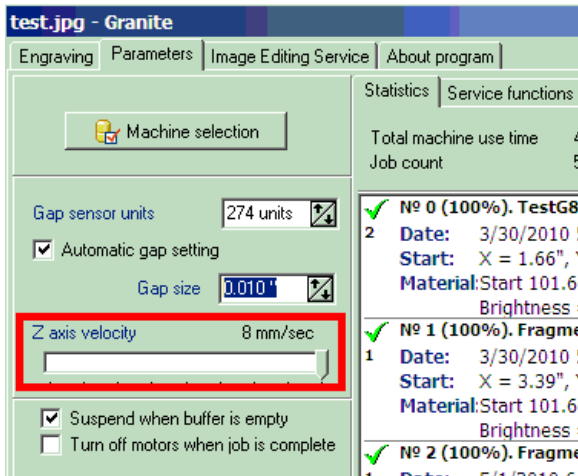 test.jpg - Granite
Engraving
Parameters
Image Editing Service
About program
Machine selection
Gap sensor units
274 units
Automatic gap setting
Gap size
0.010 "
Z axis velocity
8 mm/sec
Suspend when buffer is empty
Turn off motors when job is complete
Statistics
Service functions
Total machine use time
Job count
Nº 0 (100%). TestG8
2 Date: 3/30/2010
Start: X = 1.66",
Material:Start 101.6
Brightness
Nº 1 (100%). Fragme
1 Date: 3/30/2010
Start: X = 3.39",
Material:Start 101.6
Brightness
Nº 2 (100%). Fragme